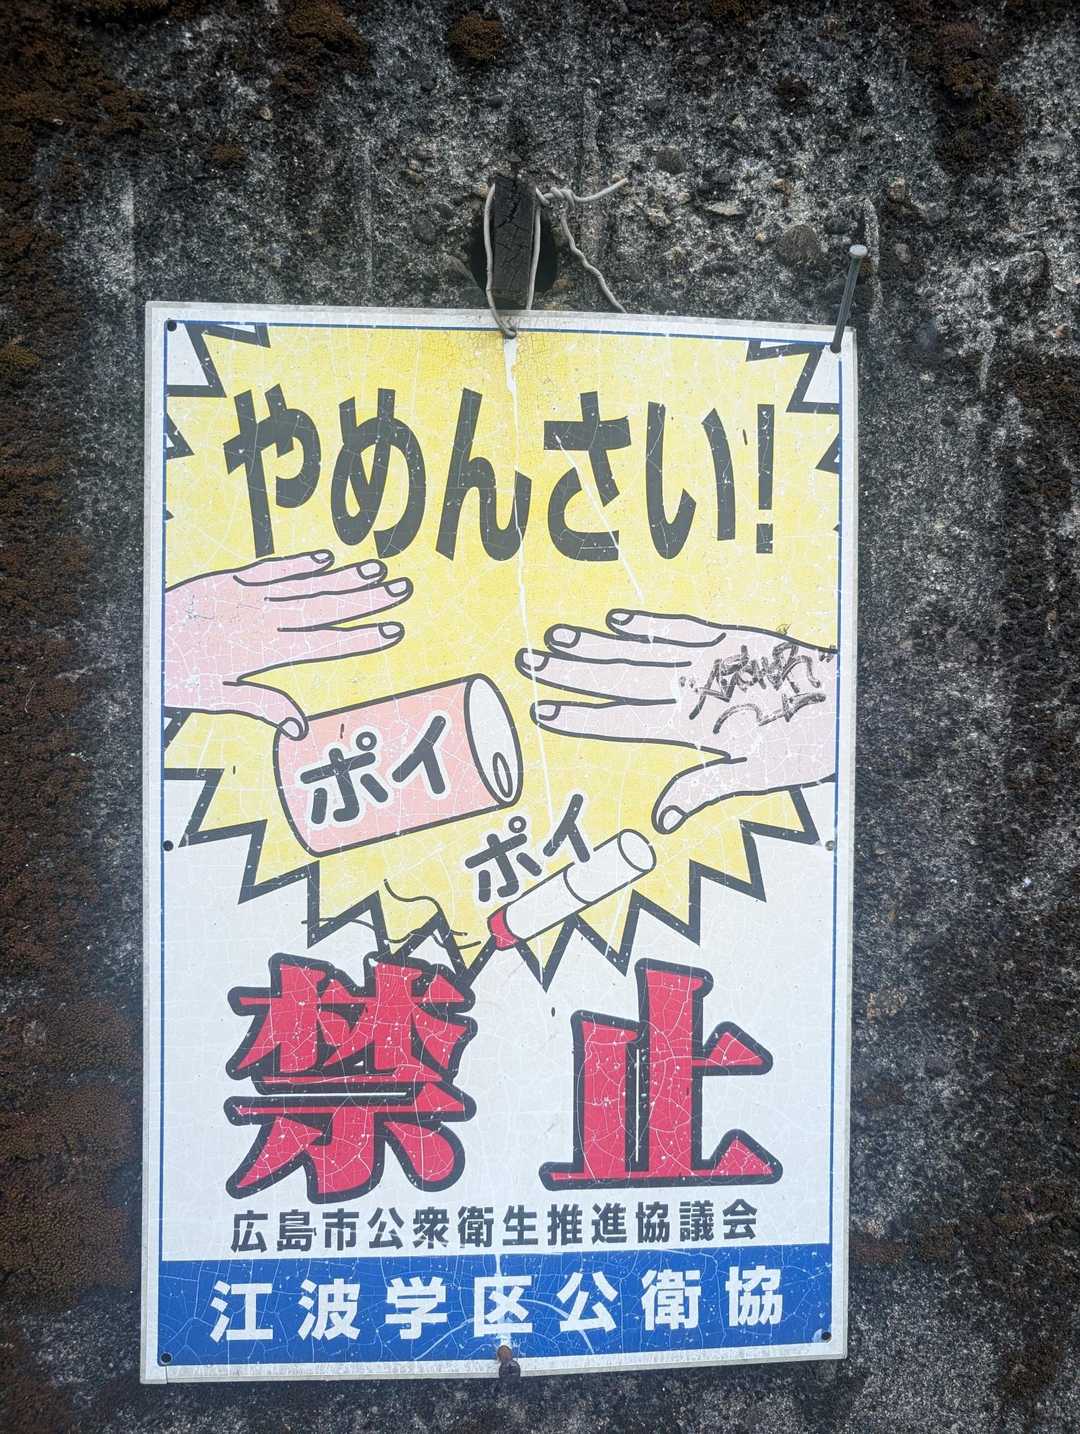 やめんさい!
ポイ
ポイ
禁止
広島市公衆衛生推進協議会
江波学区公衛協